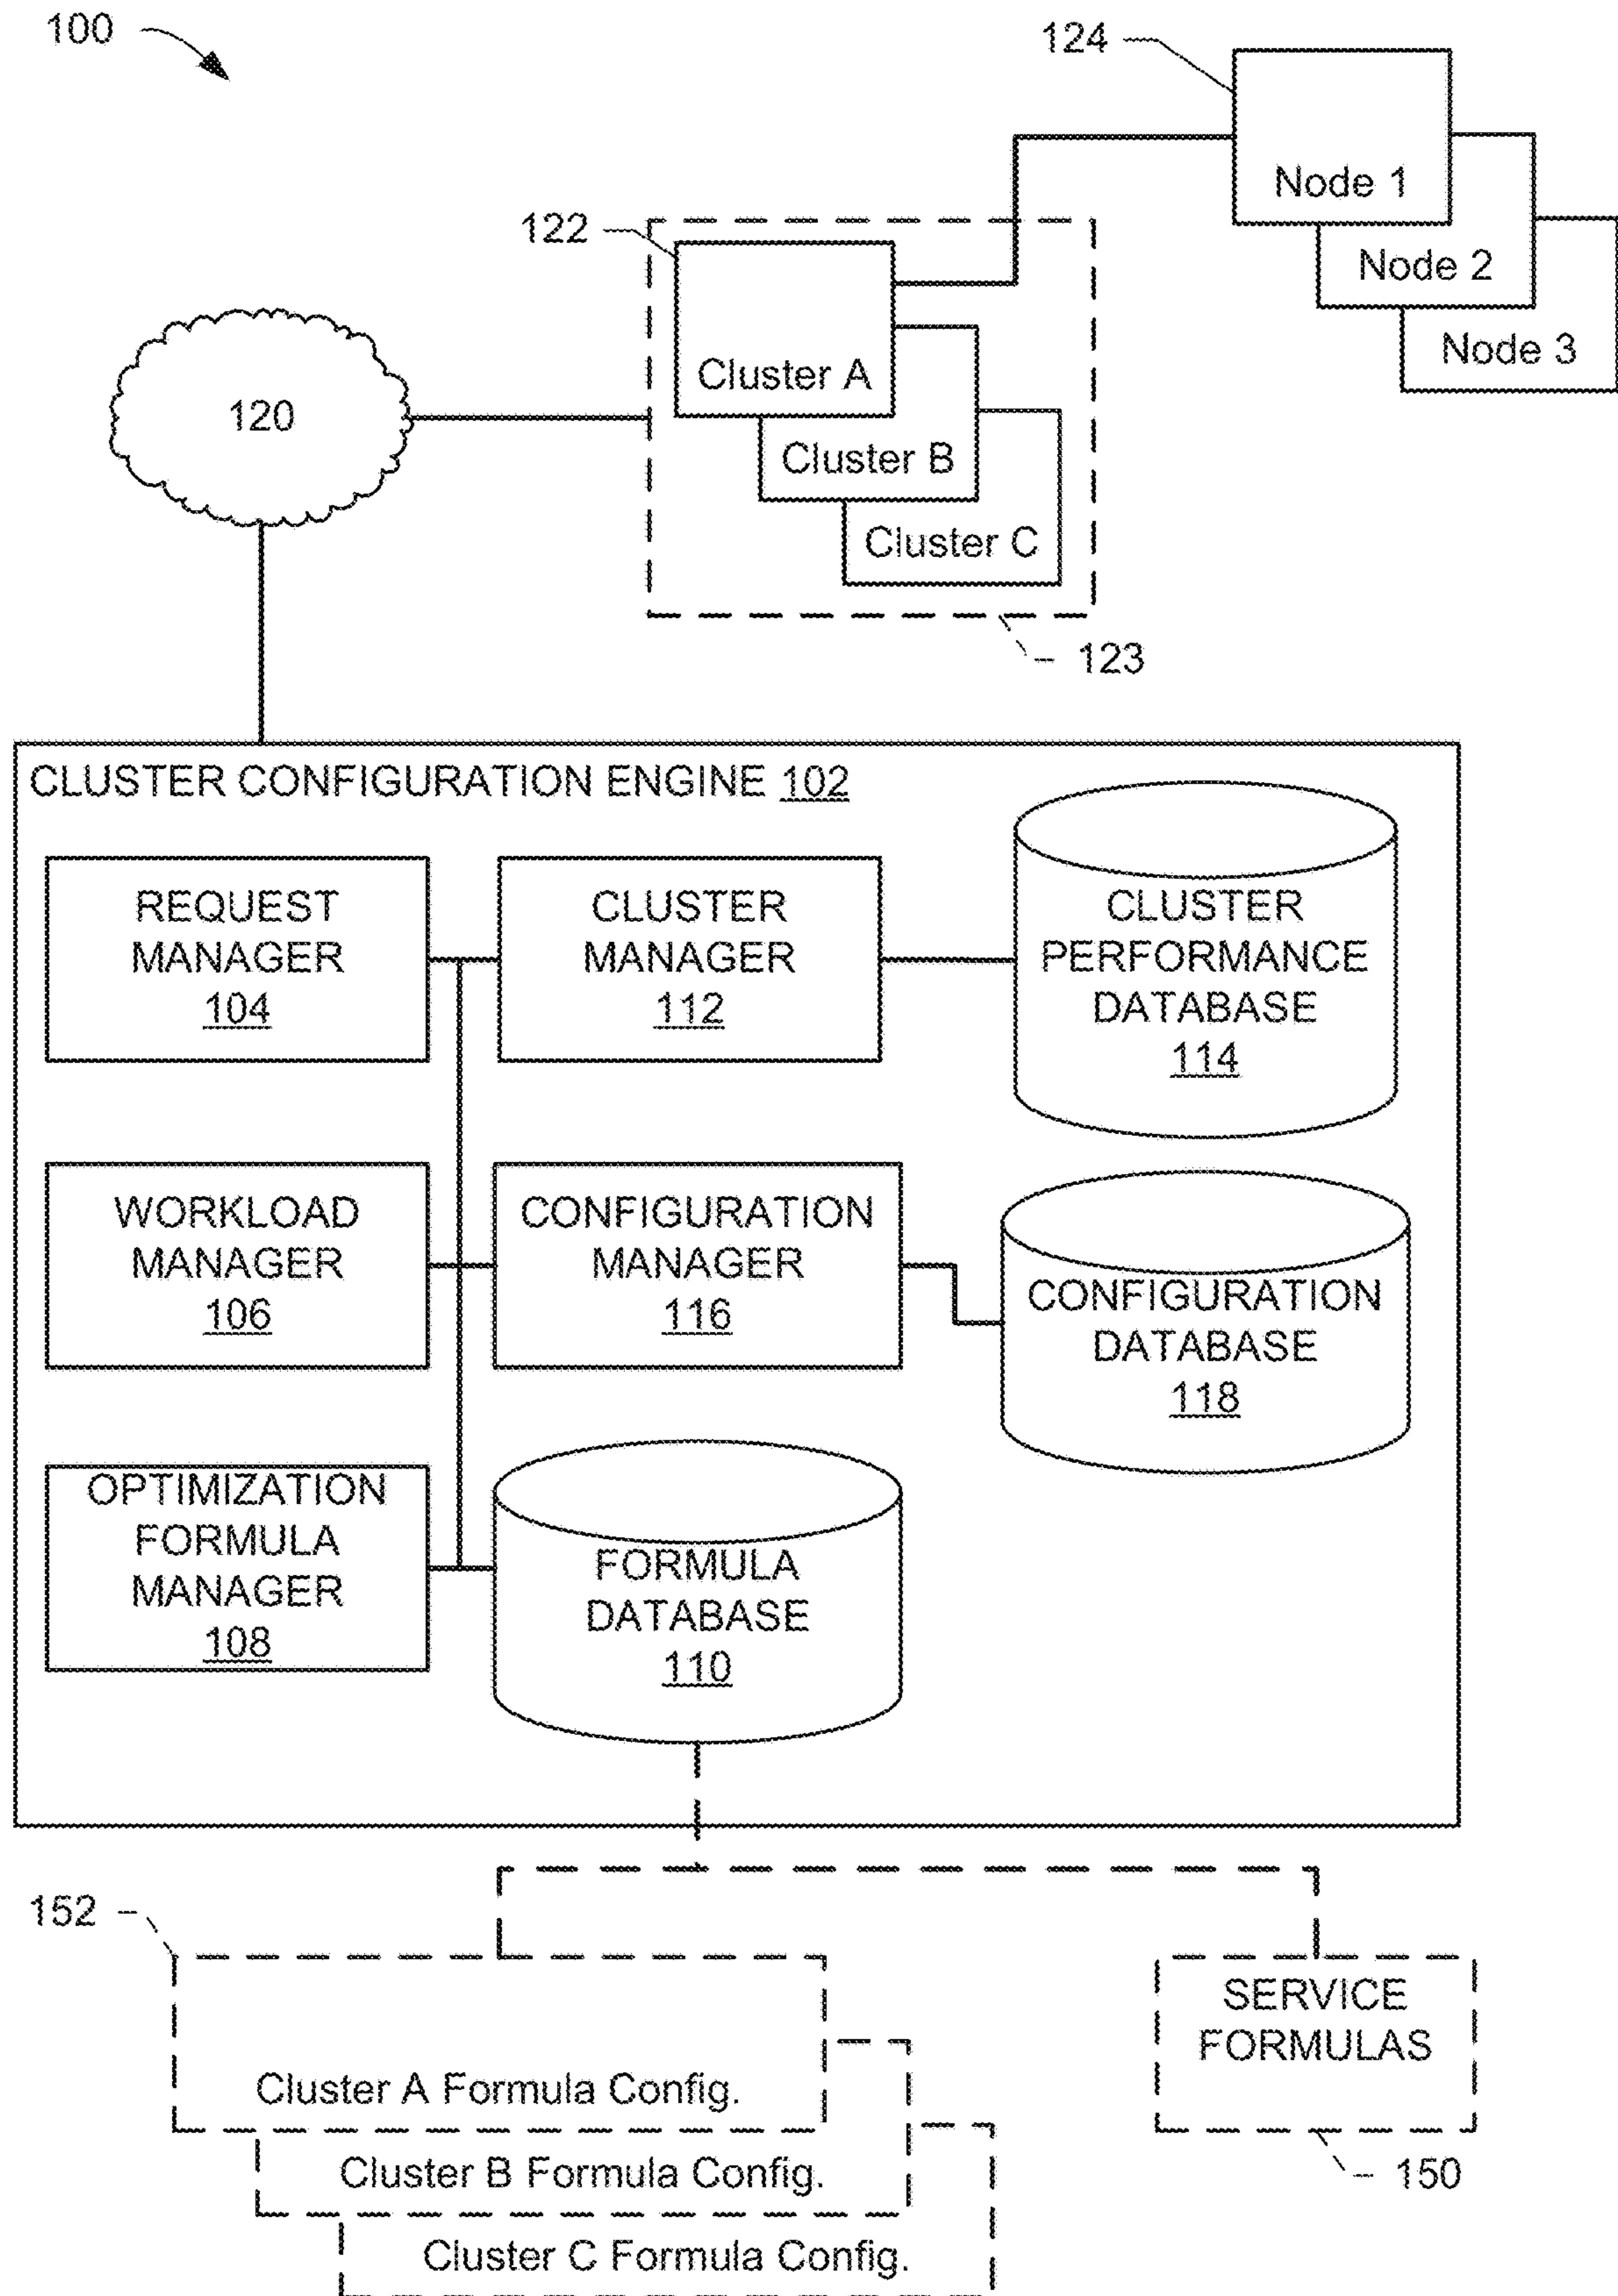 100
124
Node 1
Node 2
Node 3
122
Cluster A
Cluster B
Cluster C
120
123
CLUSTER CONFIGURATION ENGINE 102
REQUEST
MANAGER
104
CLUSTER
MANAGER
112
CLUSTER
PERFORMANCE
DATABASE
114
WORKLOAD
MANAGER
106
CONFIGURATION
MANAGER
116
CONFIGURATION
DATABASE
118
OPTIMIZATION
FORMULA
MANAGER
108
FORMULA
DATABASE
110
152
Cluster A Formula Config.
Cluster B Formula Config.
Cluster C Formula Config.
SERVICE
FORMULAS
150